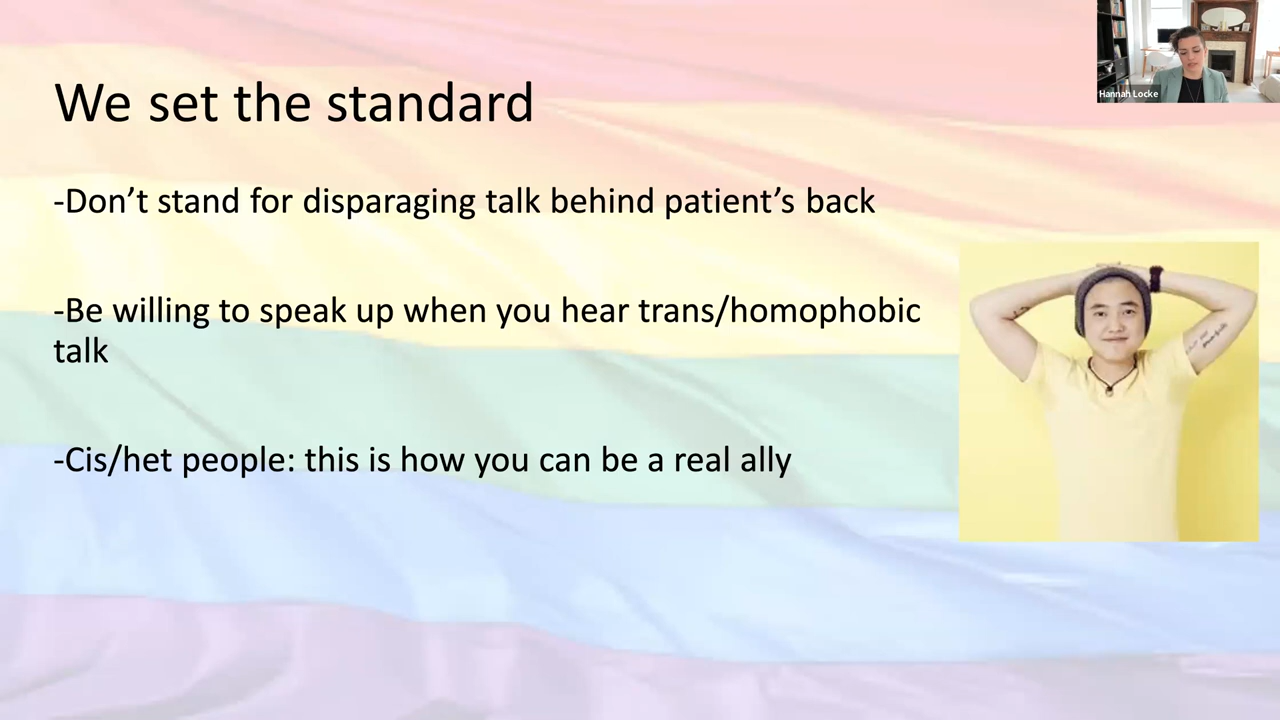 Hannah Locke
We set the standard
-Don’t stand for disparaging talk behind patient’s back
-Be willing to speak up when you hear trans/homophobic
talk
-Cis/het people: this is how you can be a real ally